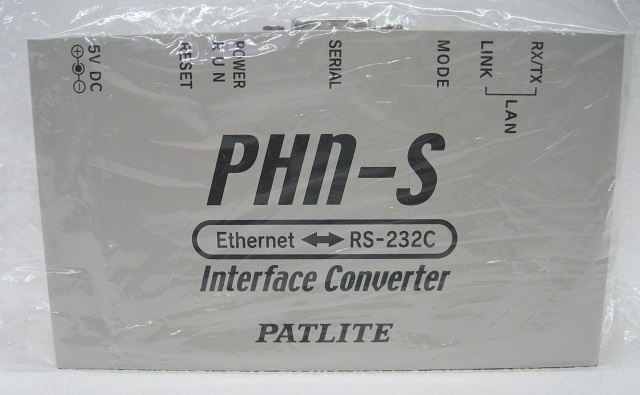 5V DC
RESET
RUN
POWER
SERIAL
MODE
LINK
RX/TX
LAN
PHN-S
Ethernet ↔ RS-232C
Interface Converter
PATLITE